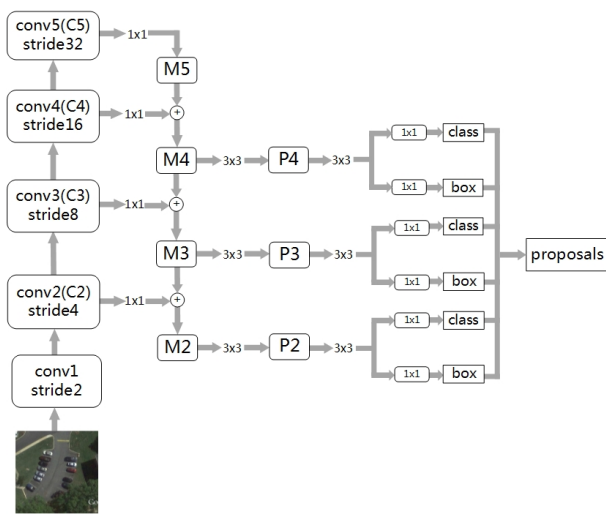 conv5(C5)
stride32
1x1
M5
conv4(C4)
stride16
1x1
+
M4
3x3
P4
3x3
1x1
class
1x1
box
conv3(C3)
stride8
1x1
+
M3
3x3
P3
3x3
1x1
class
1x1
box
proposals
conv2(C2)
stride4
1x1
+
M2
3x3
P2
3x3
1x1
class
1x1
box
conv1
stride2